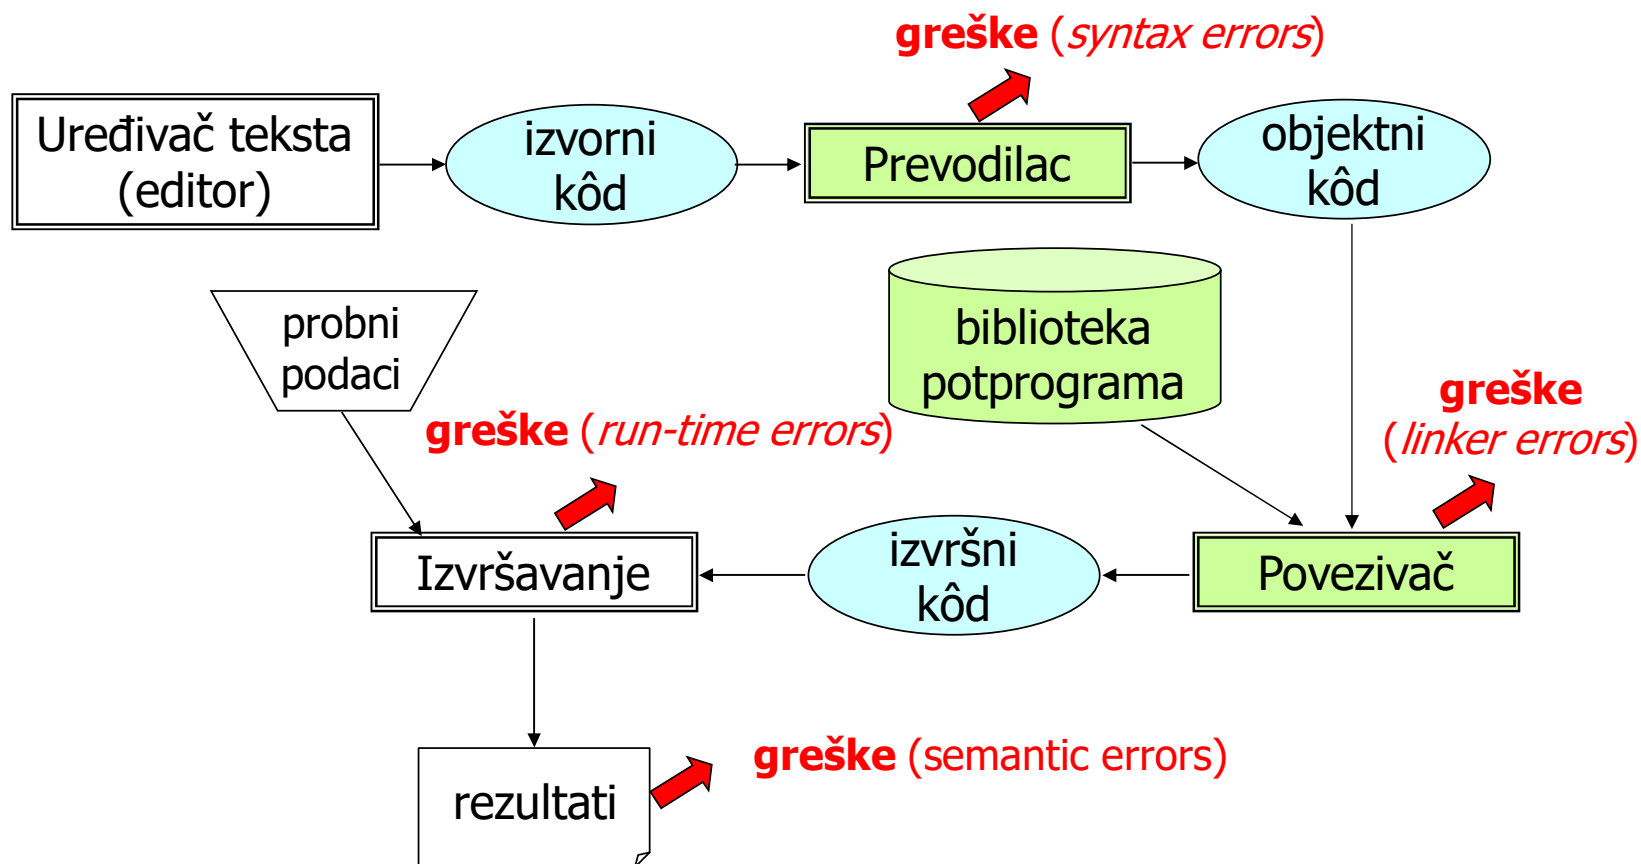 greške (syntax errors)
Uređivač teksta
(editor)
izvorni
kôd
Prevodilac
objektni
kôd
probni
podaci
biblioteka
potprograma
greške (run-time errors)
greške
(linker errors)
Izvršavanje
izvršni
kôd
Povezivač
rezultati
greške (semantic errors)